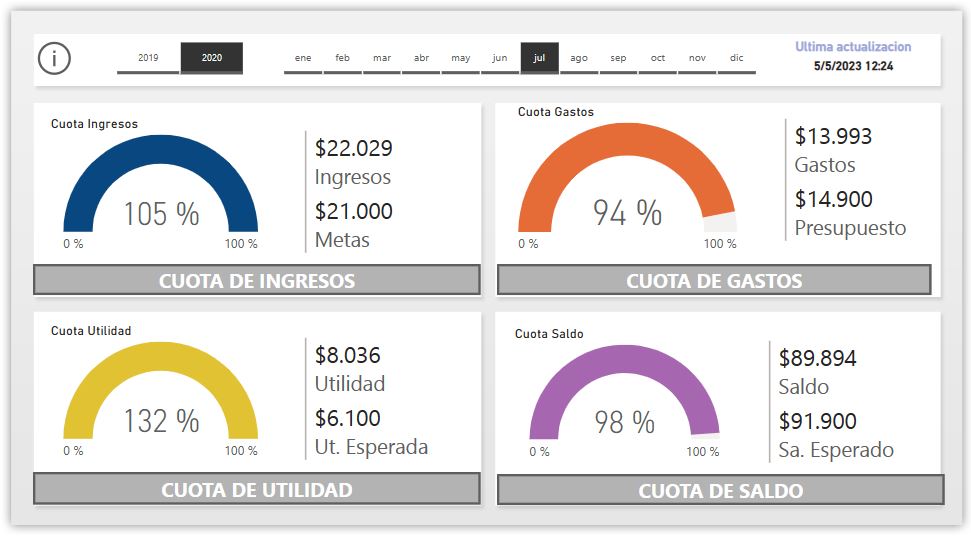 i
2019 2020 ene feb mar abr may jun jul ago sep oct nov dic
Ultima actualizacion
5/5/2023 12:24
Cuota Ingresos
105 %
0 % 100 %
$22.029
Ingresos
$21.000
Metas
CUOTA DE INGRESOS
Cuota Gastos
94 %
0 % 100 %
$13.993
Gastos
$14.900
Presupuesto
CUOTA DE GASTOS
Cuota Utilidad
132 %
0 % 100 %
$8.036
Utilidad
$6.100
Ut. Esperada
CUOTA DE UTILIDAD
Cuota Saldo
98 %
0 % 100 %
$89.894
Saldo
$91.900
Sa. Esperado
CUOTA DE SALDO